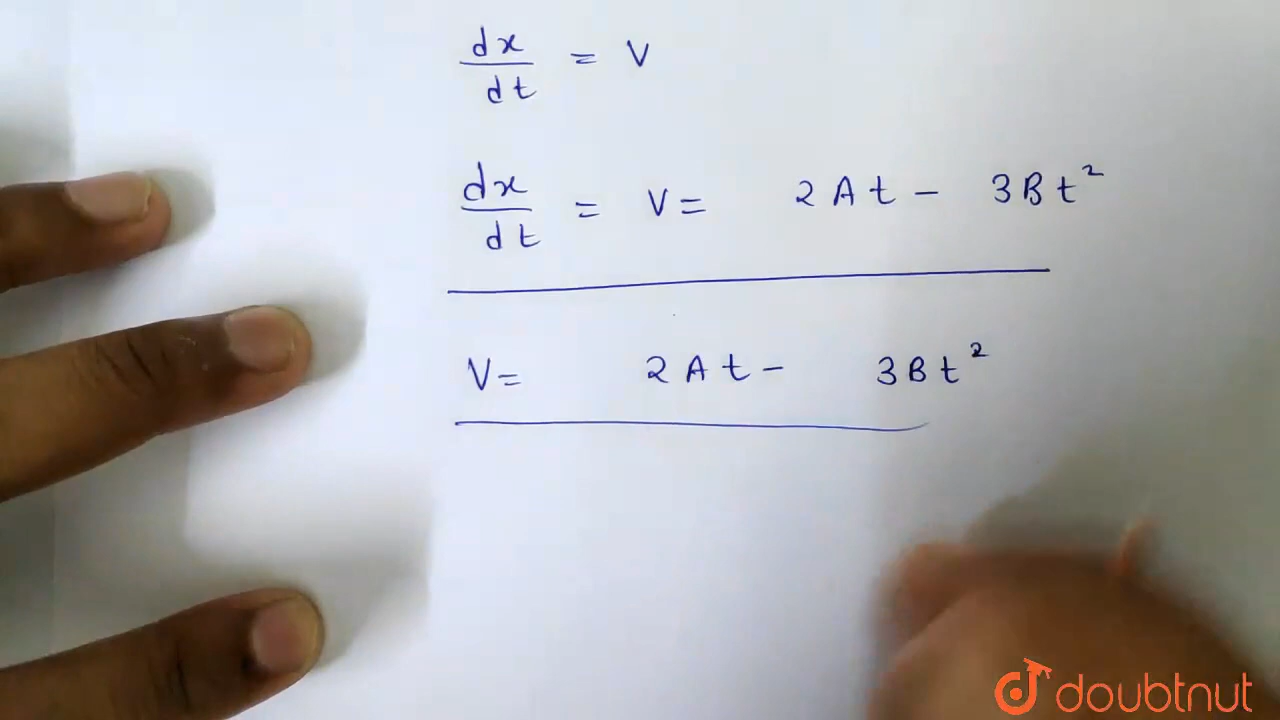 dx/dt = V
dx/dt = V = 2At - 3Bt²
V = 2At - 3Bt²
doubtnut